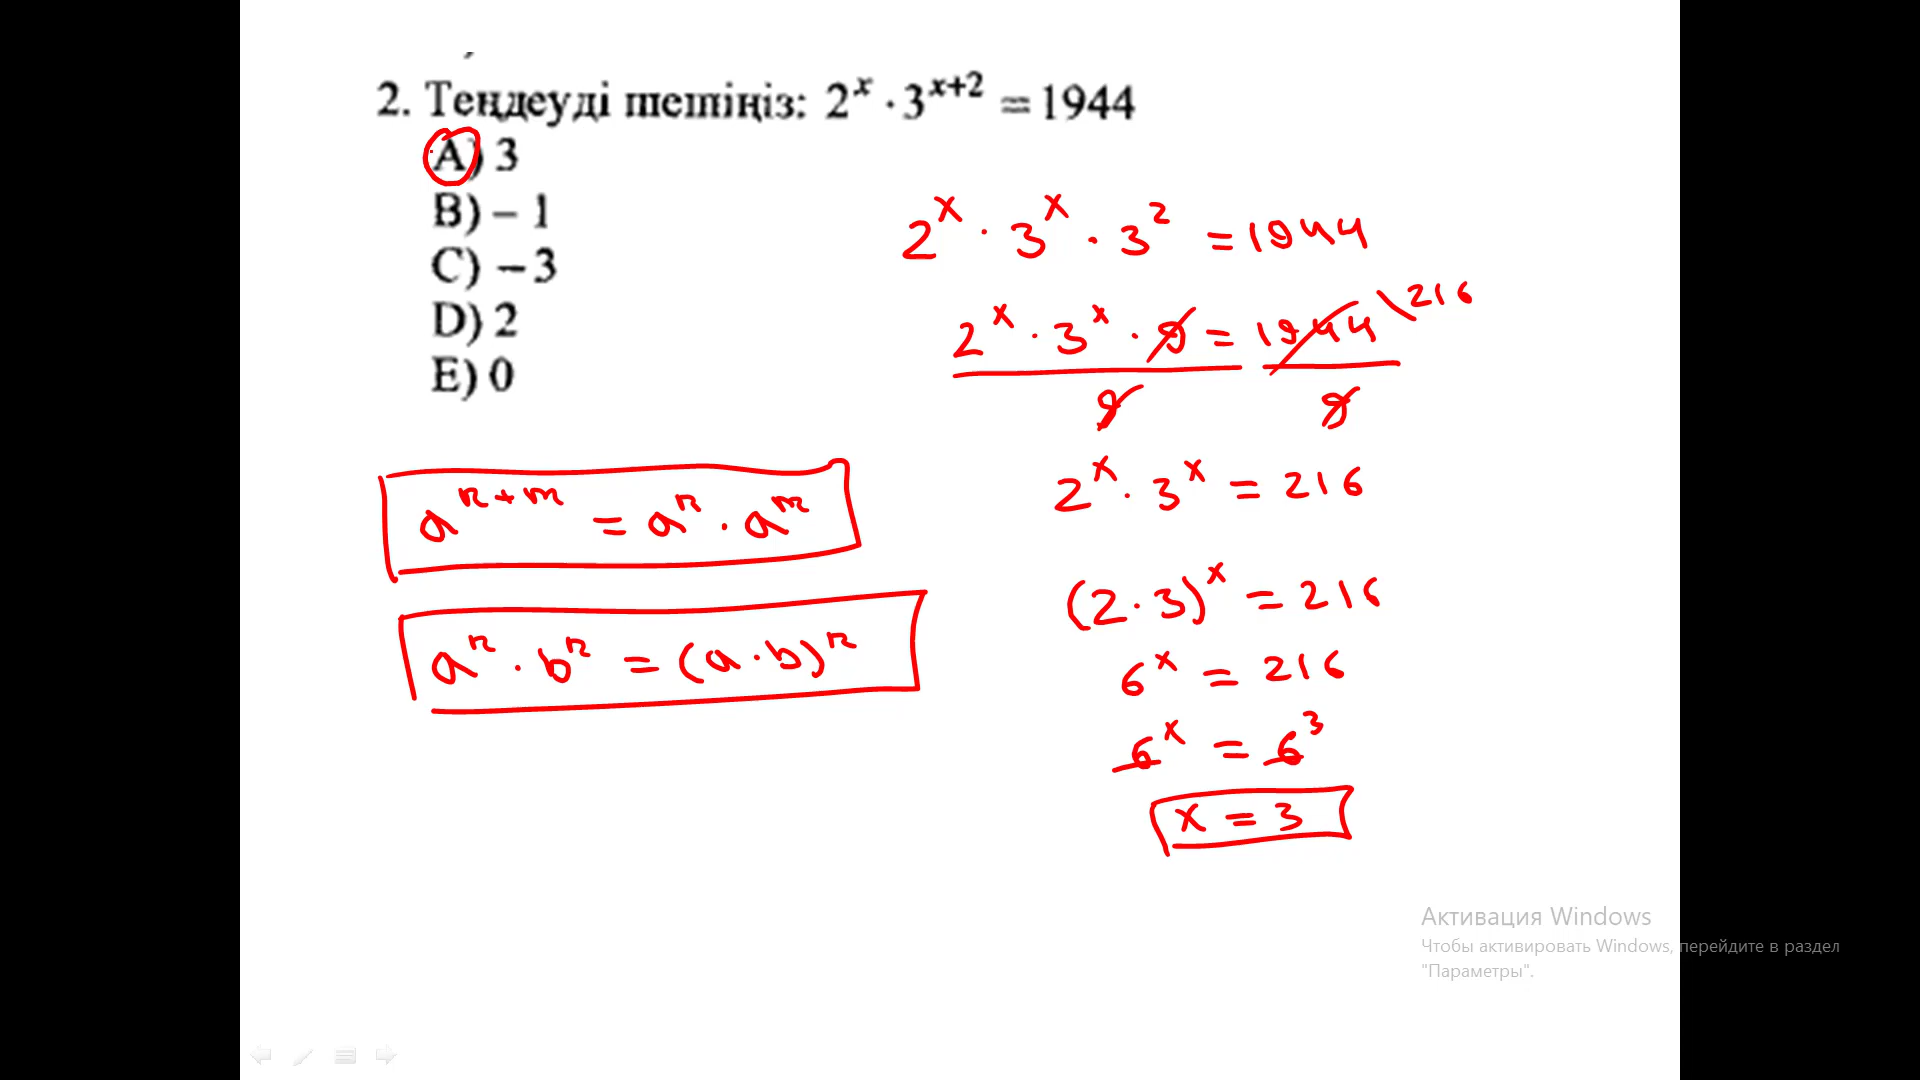 2. Теңдеуді шешіңіз: 2^x · 3^{x+2} = 1944
A) 3
B) – 1
C) – 3
D) 2
E) 0
2^x · 3^x · 3^2 = 1944
2^x · 3^x · 9 = 1944 \216
9 9
2^x · 3^x = 216
(2 · 3)^x = 216
6^x = 216
6^x = 6^3
x = 3
a^{n+m} = a^n · a^m
a^n · b^n = (a · b)^n
Активация Windows
Чтобы активировать Windows, перейдите в раздел
"Параметры".